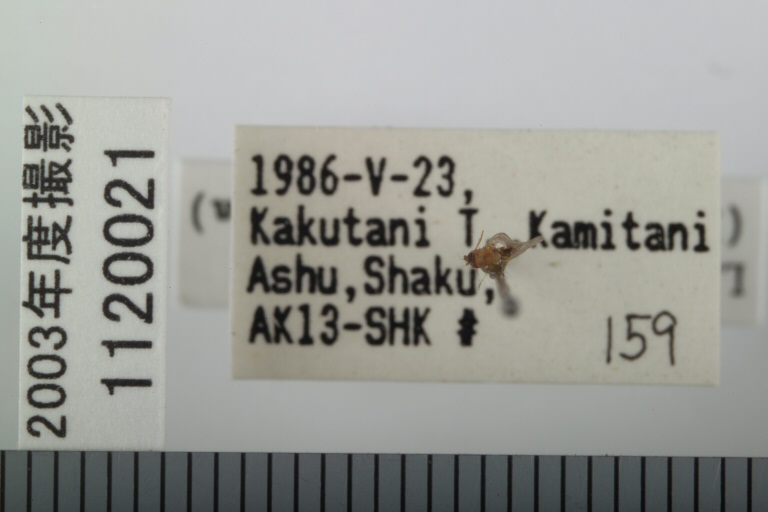 2003年度撮影
1120021
1986-V-23,
Kakutani T. Kamitani
Ashu,Shaku,
AK13-SHK # 159